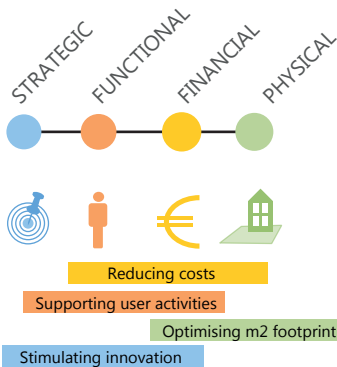 STRATEGIC
FUNCTIONAL
FINANCIAL
PHYSICAL
Reducing costs
Supporting user activities
Optimising m2 footprint
Stimulating innovation